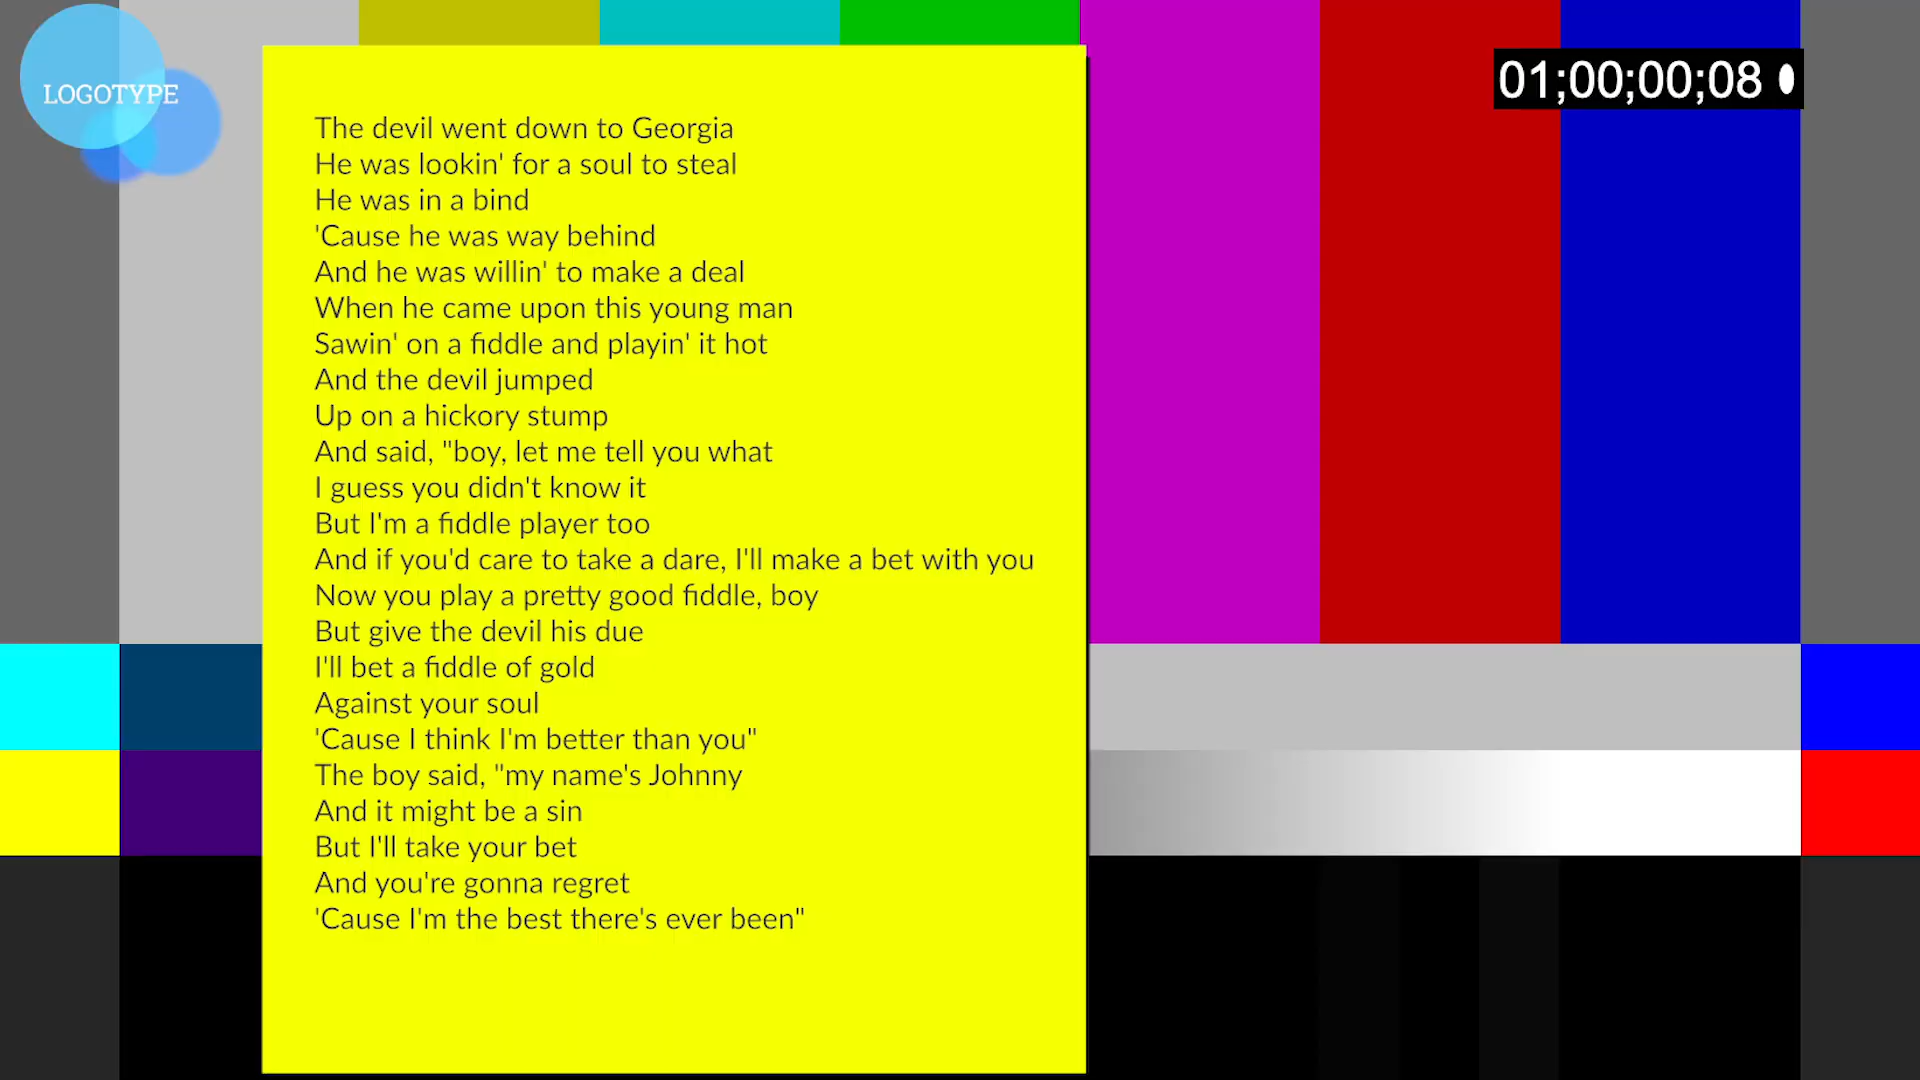 LOGOTYPE
01;00;00;08
The devil went down to Georgia
He was lookin' for a soul to steal
He was in a bind
'Cause he was way behind
And he was willin' to make a deal
When he came upon this young man
Sawin' on a fiddle and playin' it hot
And the devil jumped
Up on a hickory stump
And said, "boy, let me tell you what
I guess you didn't know it
But I'm a fiddle player too
And if you'd care to take a dare, I'll make a bet with you
Now you play a pretty good fiddle, boy
But give the devil his due
I'll bet a fiddle of gold
Against your soul
'Cause I think I'm better than you"
The boy said, "my name's Johnny
And it might be a sin
But I'll take your bet
And you're gonna regret
'Cause I'm the best there's ever been"